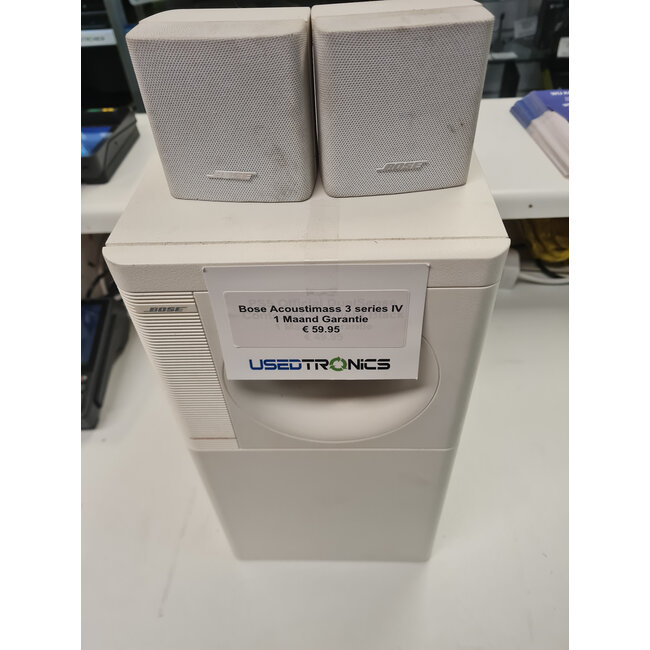 BOSE
BOSE
BOSE
Bose Acoustimass 3 series IV
1 Maand Garantie
€ 59.95
USEDTRONICS